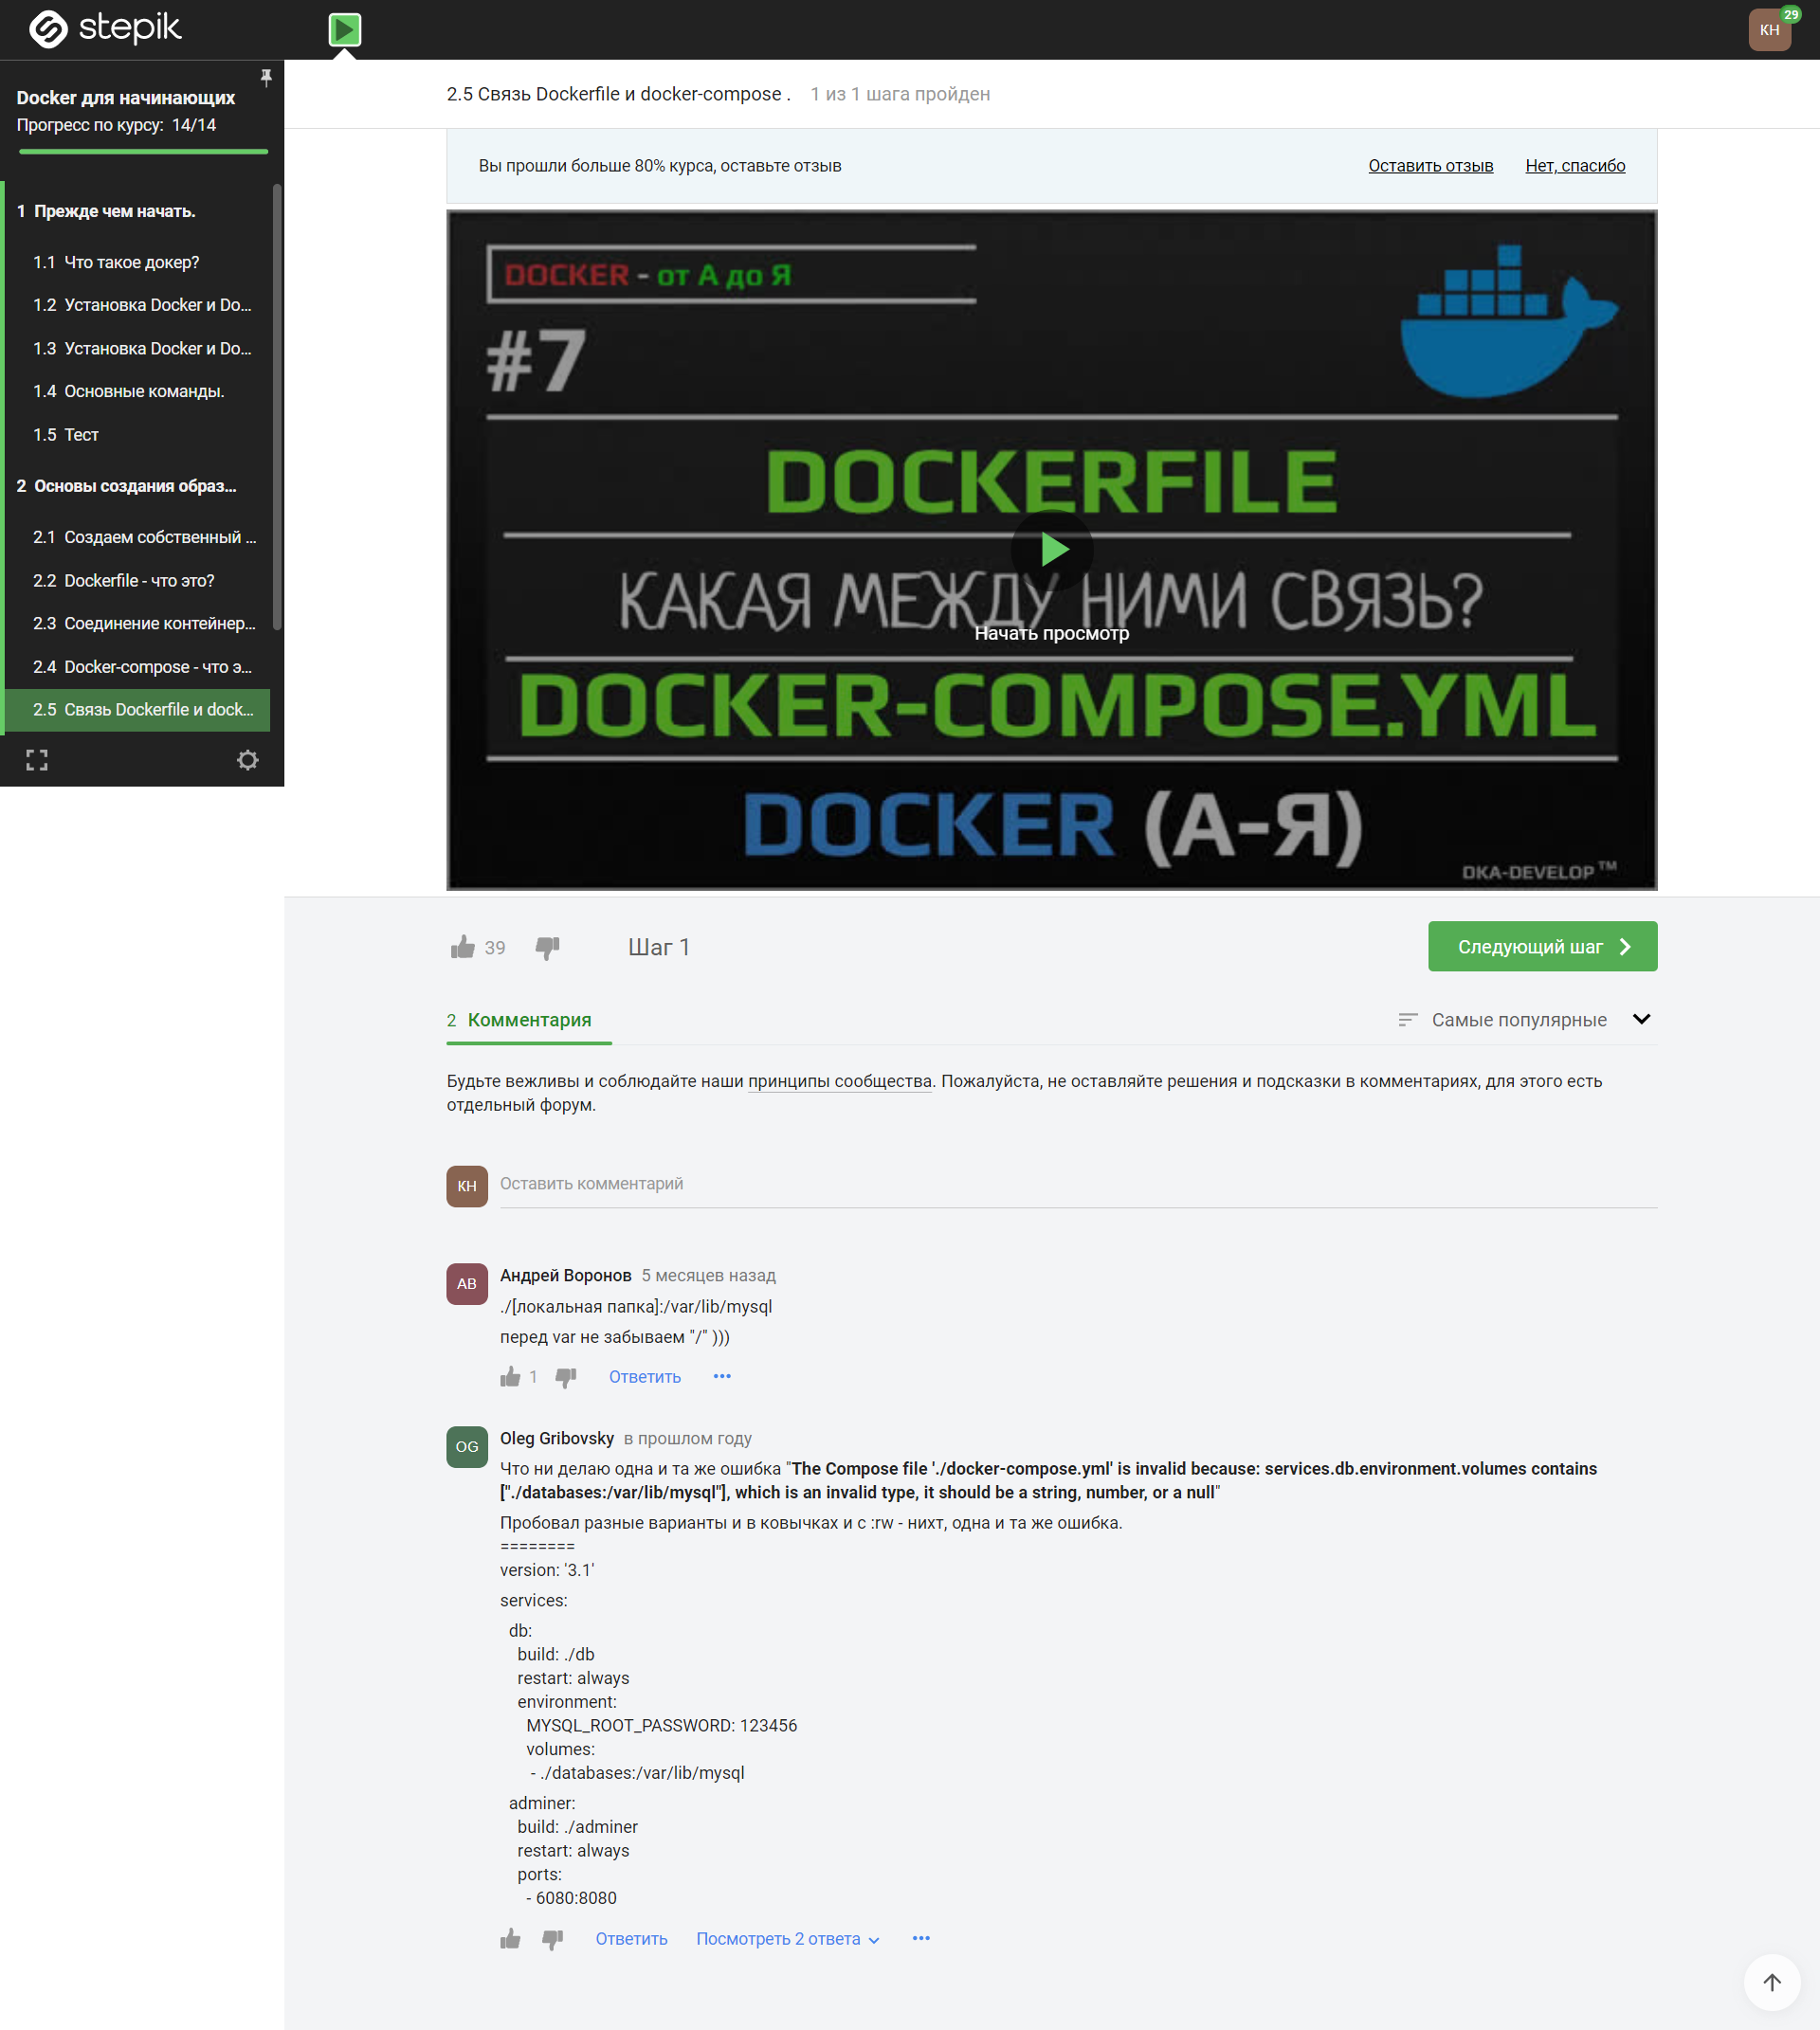 stepik
КН
29
Docker для начинающих
Прогресс по курсу: 14/14
1 Прежде чем начать.
1.1 Что такое докер?
1.2 Установка Docker и Do...
1.3 Установка Docker и Do...
1.4 Основные команды.
1.5 Тест
2 Основы создания образ...
2.1 Создаем собственный ...
2.2 Dockerfile - что это?
2.3 Соединение контейнер...
2.4 Docker-compose - что э...
2.5 Связь Dockerfile и dock...
2.5 Связь Dockerfile и docker-compose . 1 из 1 шага пройден
Вы прошли больше 80% курса, оставьте отзыв Оставить отзыв Нет, спасибо
DOCKER - от А до Я
#7
DOCKERFILE
КАКАЯ МЕЖДУ НИМИ СВЯЗЬ?
Начать просмотр
DOCKER-COMPOSE.YML
DOCKER (А-Я)
DKA-DEVELOP™
39 Шаг 1 Следующий шаг
2 Комментария Самые популярные
Будьте вежливы и соблюдайте наши принципы сообщества. Пожалуйста, не оставляйте решения и подсказки в комментариях, для этого есть
отдельный форум.
КН Оставить комментарий
АВ Андрей Воронов 5 месяцев назад
./[локальная папка]:/var/lib/mysql
перед var не забываем "/" )))
1 Ответить •••
OG Oleg Gribovsky в прошлом году
Что ни делаю одна и та же ошибка "The Compose file './docker-compose.yml' is invalid because: services.db.environment.volumes contains
["./databases:/var/lib/mysql"], which is an invalid type, it should be a string, number, or a null"
Пробовал разные варианты и в ковычках и с :rw - нихт, одна и та же ошибка.
========
version: '3.1'
services:
db:
build: ./db
restart: always
environment:
MYSQL_ROOT_PASSWORD: 123456
volumes:
- ./databases:/var/lib/mysql
adminer:
build: ./adminer
restart: always
ports:
- 6080:8080
Ответить Посмотреть 2 ответа •••